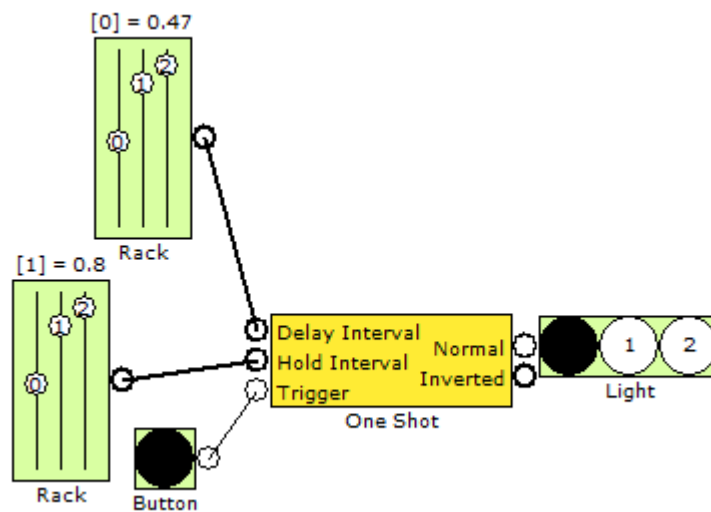 [0] = 0.47
0 1 2
Rack
[1] = 0.8
0 1 2
Rack
Delay Interval
Hold Interval
Trigger
Normal
Inverted
One Shot
1 2
Light
Button